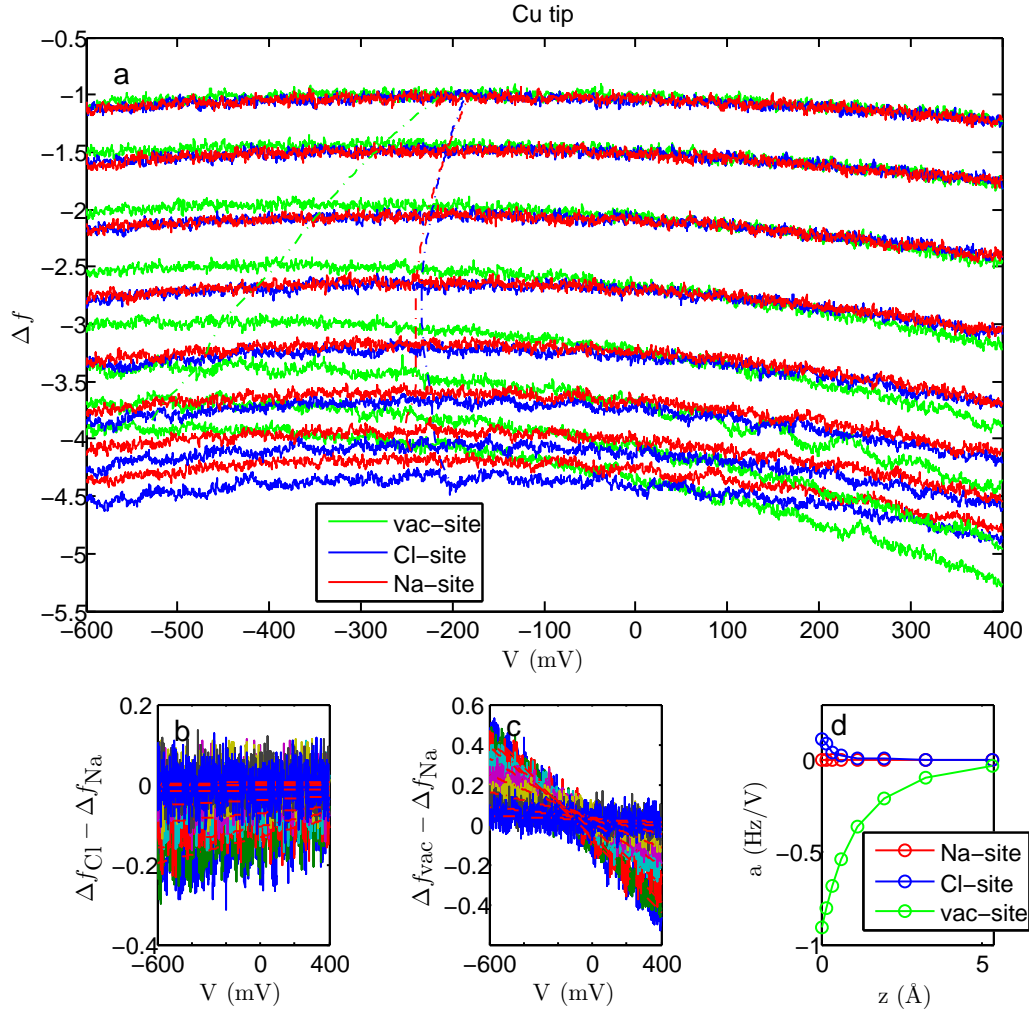 Cu tip
a
−0.5
−1
−1.5
−2
−2.5
−3
−3.5
−4
−4.5
−5
−5.5
Δf
−600 −500 −400 −300 −200 −100 0 100 200 300 400
V (mV)
vac−site
Cl−site
Na−site
b
0.2
0
−0.2
−0.4
Δf_Cl − Δf_Na
−600 0 400
V (mV)
c
0.6
0.4
0.2
0
−0.2
−0.4
Δf_vac − Δf_Na
−600 0 400
V (mV)
d
0
−0.5
−1
a (Hz/V)
0 5
z (Å)
Na−site
Cl−site
vac−site